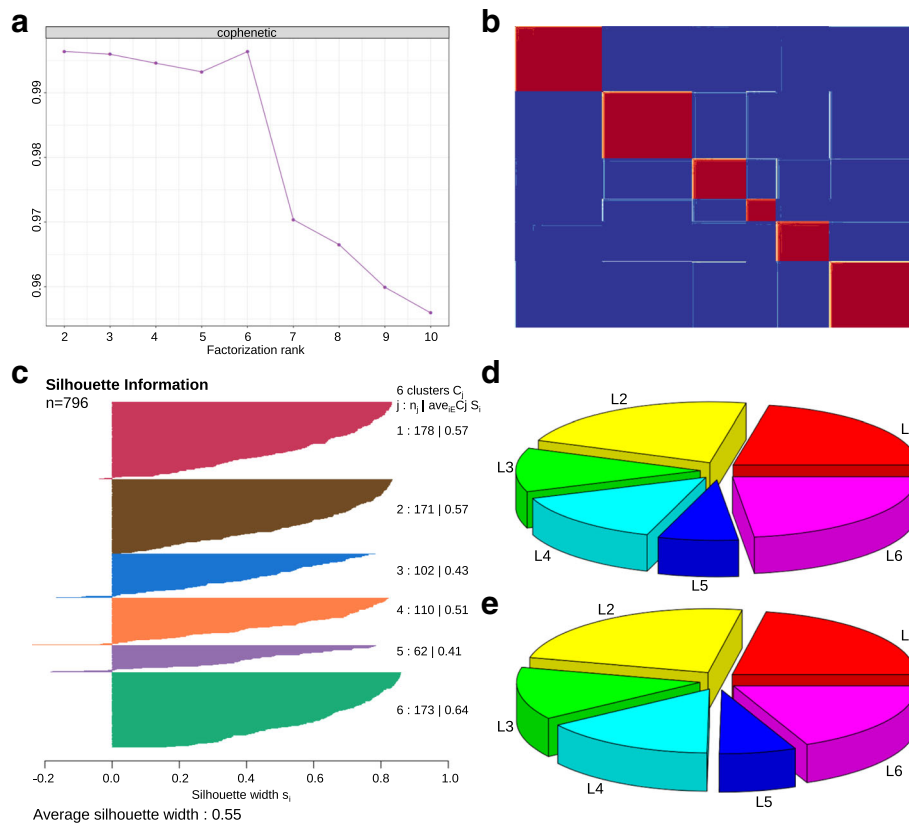 a
cophenetic
0.99
0.98
0.97
0.96
2 3 4 5 6 7 8 9 10
Factorization rank
b
c
Silhouette Information
n=796
6 clusters Cj
j : nj | aveiECj Si
1 : 178 | 0.57
2 : 171 | 0.57
3 : 102 | 0.43
4 : 110 | 0.51
5 : 62 | 0.41
6 : 173 | 0.64
-0.2 0.0 0.2 0.4 0.6 0.8 1.0
Silhouette width si
Average silhouette width : 0.55
d
L2
L
L3
L4
L5
L6
e
L2
L
L3
L4
L5
L6